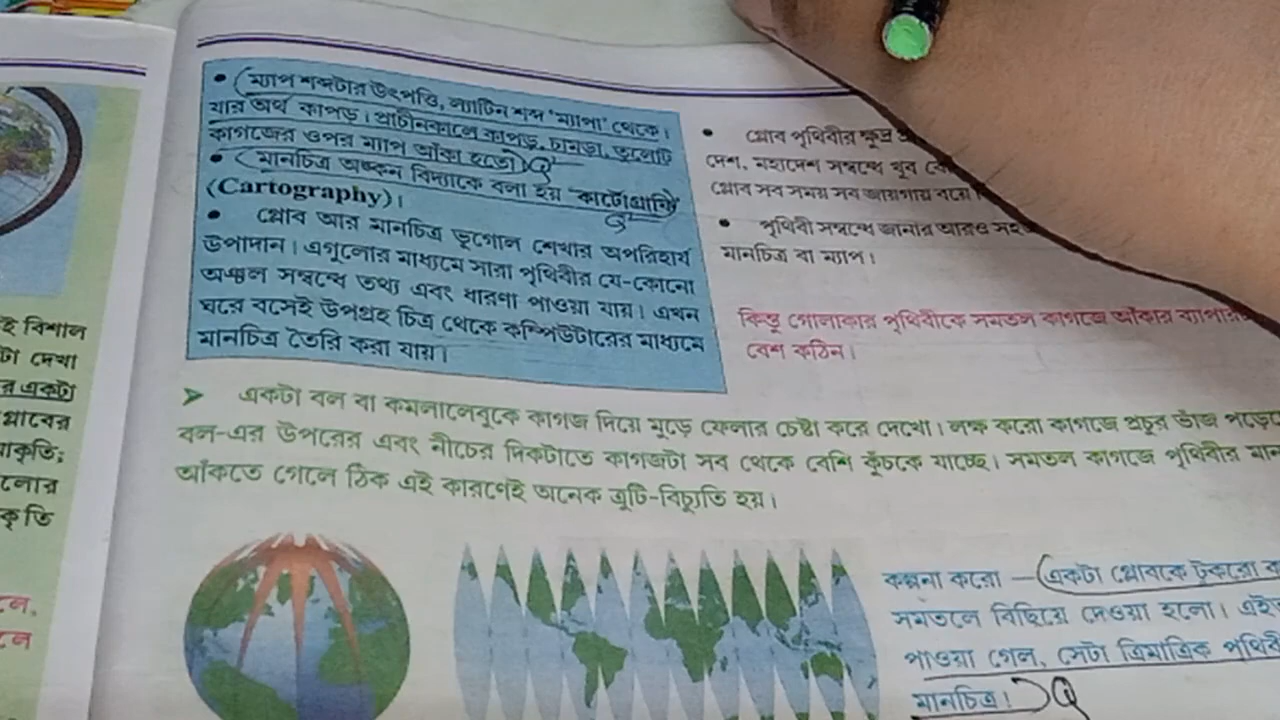 ই বিশাল
টা দেখা
র একটা
গ্লোবের
াকৃতি;
লোর
কৃতি
লে,
লে
• ম্যাপ শব্দটার উৎপত্তি, ল্যাটিন শব্দ 'ম্যাপা' থেকে।
যার অর্থ কাপড়। প্রাচীনকালে কাপড়, চামড়া, তুলোট
কাগজের ওপর ম্যাপ আঁকা হতো। Q
• মানচিত্র অঙ্কন বিদ্যাকে বলা হয় 'কার্টোগ্রাফি'
(Cartography)।
• গ্লোব আর মানচিত্র ভূগোল শেখার অপরিহার্য
উপাদান। এগুলোর মাধ্যমে সারা পৃথিবীর যে-কোনো
অঞ্চল সম্বন্ধে তথ্য এবং ধারণা পাওয়া যায়। এখন
ঘরে বসেই উপগ্রহ চিত্র থেকে কম্পিউটারের মাধ্যমে
মানচিত্র তৈরি করা যায়।
• গ্লোব পৃথিবীর ক্ষুদ্র
দেশ, মহাদেশ সম্বন্ধে খুব
গ্লোব সব সময় সব জায়গায় বয়ে
• পৃথিবী সম্বন্ধে জানার আরও
মানচিত্র বা ম্যাপ।
কিন্তু গোলাকার পৃথিবীকে সমতল কাগজে আঁকার
বেশ কঠিন।
➤ একটা বল বা কমলালেবুকে কাগজ দিয়ে মুড়ে ফেলার চেষ্টা করে দেখো। লক্ষ করো কাগজে প্রচুর ভাঁজ পড়েছে
বল-এর উপরের এবং নীচের দিকটাতে কাগজটা সব থেকে বেশি কুঁচকে যাচ্ছে। সমতল কাগজে পৃথিবীর মান
আঁকতে গেলে ঠিক এই কারণেই অনেক ত্রুটি-বিচ্যুতি হয়।
কল্পনা করো — একটা গ্লোবকে টুকরো ক
সমতলে বিছিয়ে দেওয়া হলো। এই
পাওয়া গেল, সেটা ত্রিমাত্রিক পৃথিবী
মানচিত্র। Q